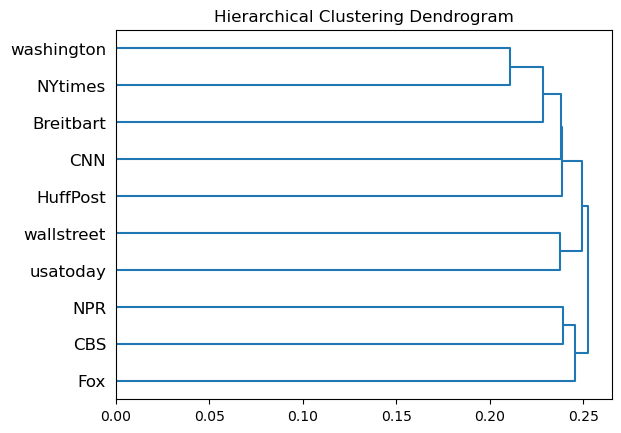 Hierarchical Clustering Dendrogram
washington
NYtimes
Breitbart
CNN
HuffPost
wallstreet
usatoday
NPR
CBS
Fox
0.00 0.05 0.10 0.15 0.20 0.25